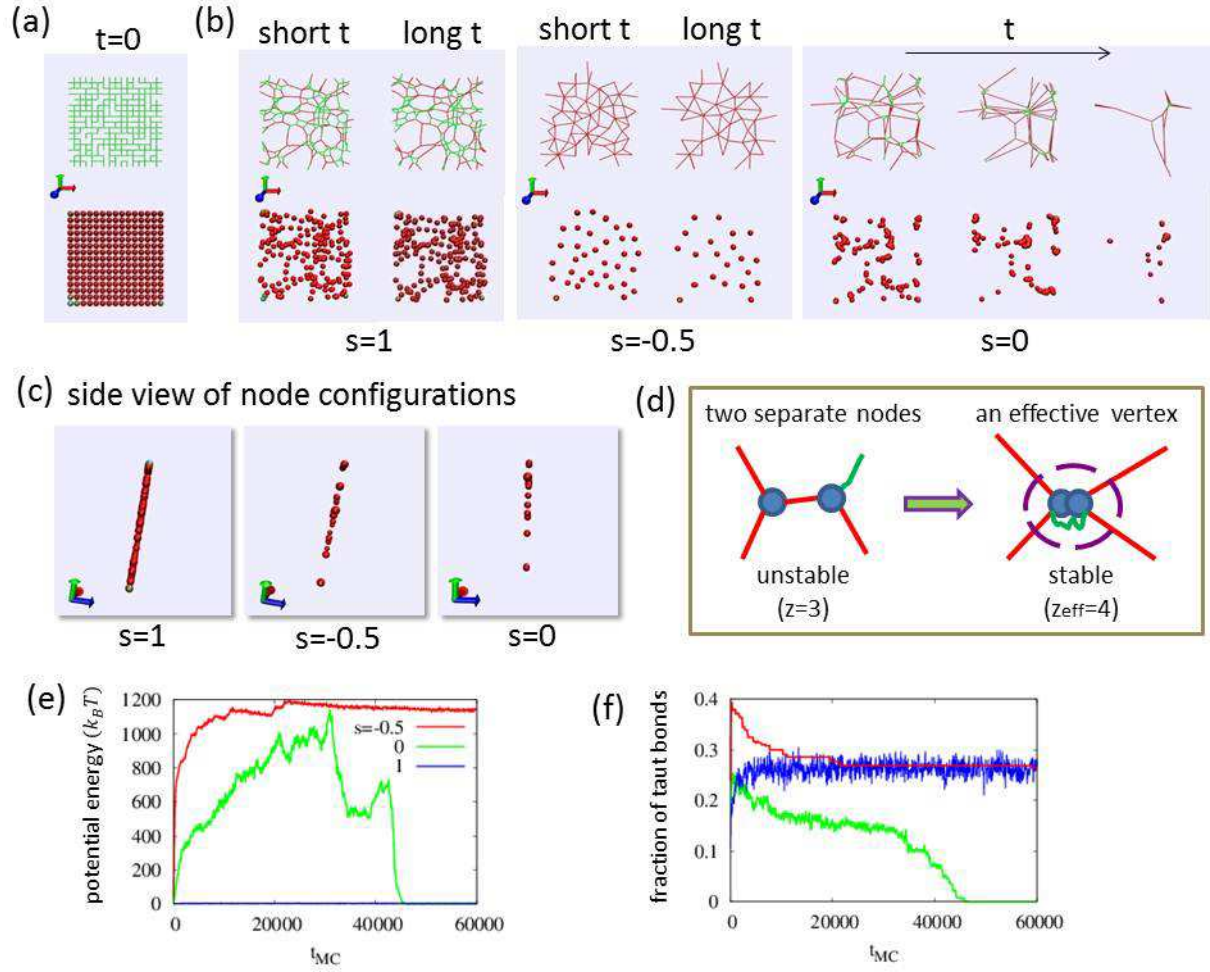 (a)
t=0
(b)
short t long t
short t long t
t
s=1
s=-0.5
s=0
(c) side view of node configurations
s=1
s=-0.5
s=0
(d)
two separate nodes
an effective vertex
unstable
(z=3)
stable
(zeff=4)
(e)
potential energy (kBT)
1200
1000
800
600
400
200
0
s=-0.5
0
1
0 20000 40000 60000
tMC
(f)
fraction of taut bonds
0.4
0.3
0.2
0.1
0
0 20000 40000 60000
tMC